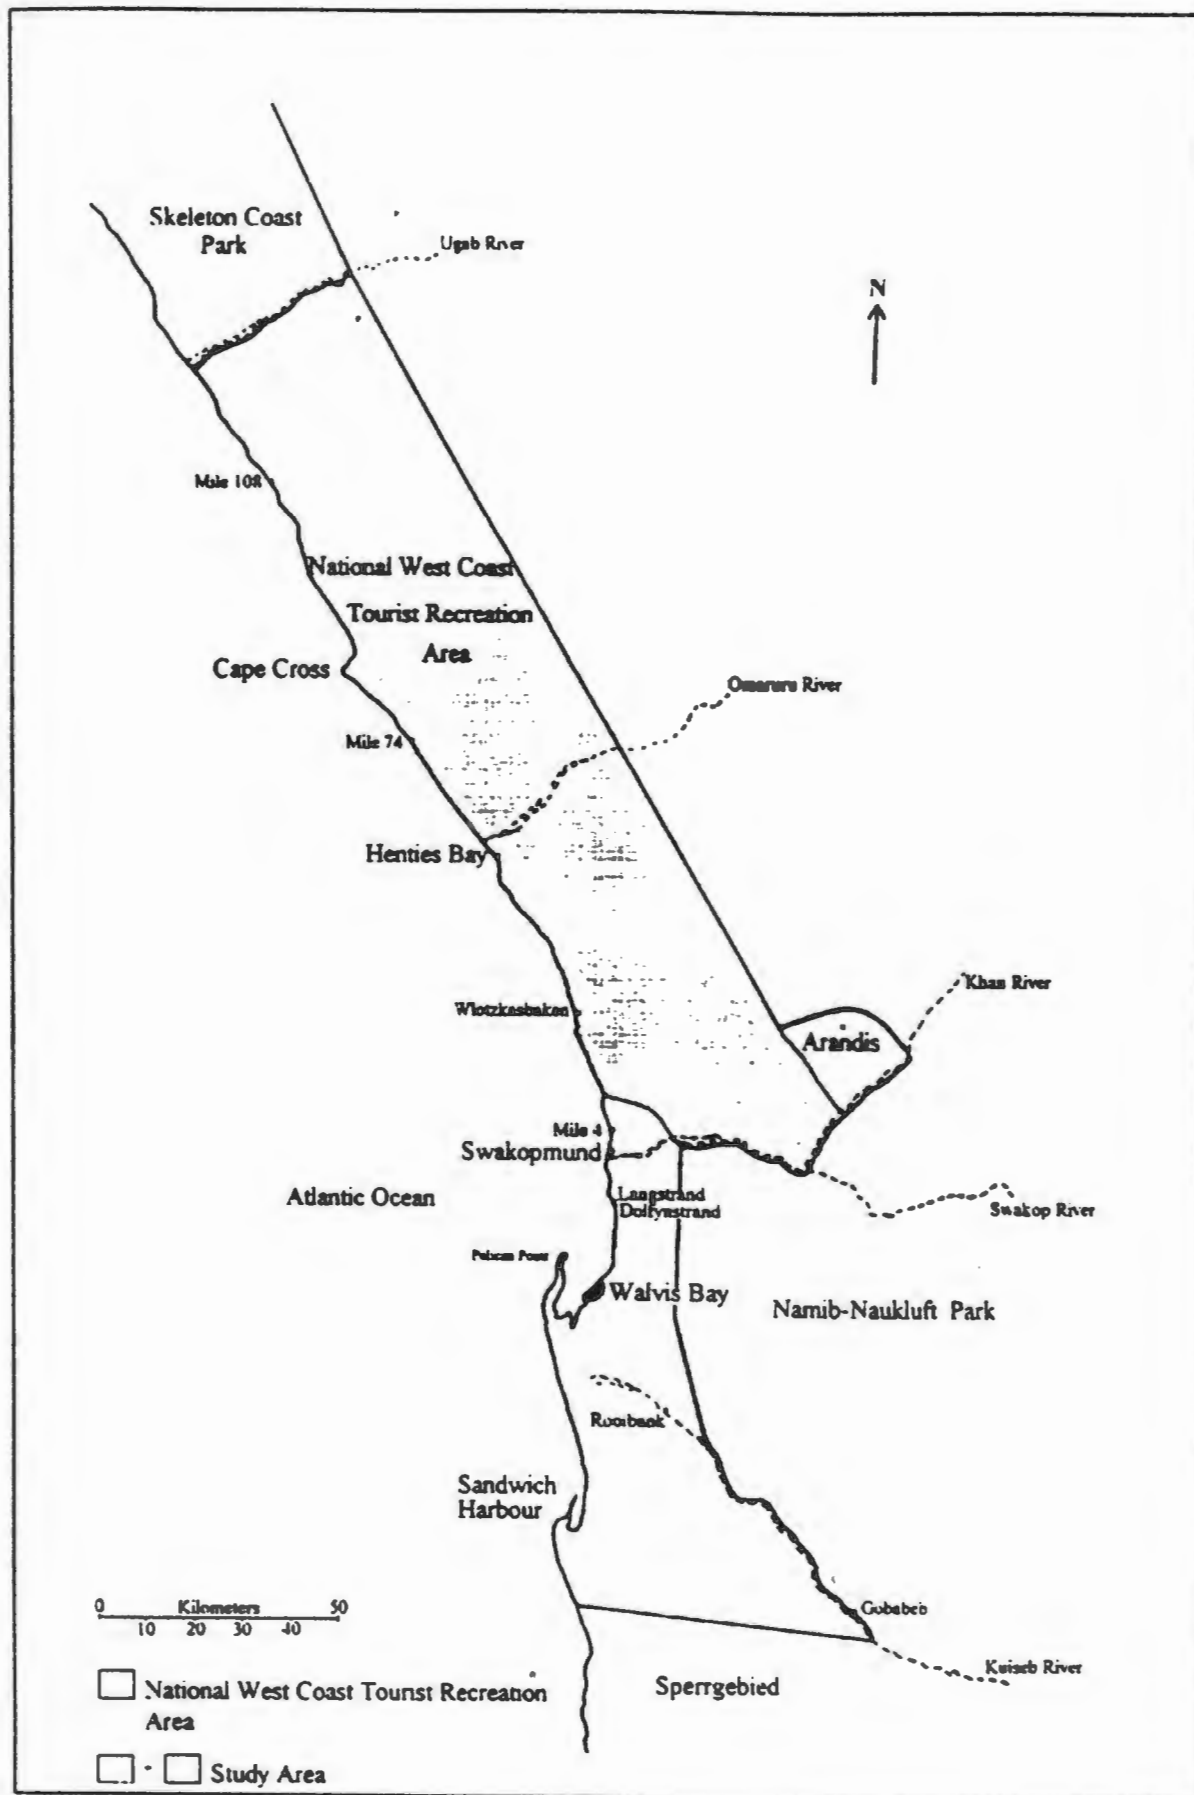 Skeleton Coast
Park
Ugab River
N
Mile 108
National West Coast
Tourist Recreation
Area
Cape Cross
Omaruru River
Mile 74
Henties Bay
Khan River
Wlotzkasbaken
Arandis
Mile 4
Swakopmund
Langstrand
Dolfynstrand
Atlantic Ocean
Swakop River
Pelican Point
Walvis Bay
Namib-Naukluft Park
Rooibank
Sandwich
Harbour
Gobabeb
0 Kilometers 50
10 20 30 40
Kuiseb River
Sperrgebied
National West Coast Tourist Recreation
Area
Study Area